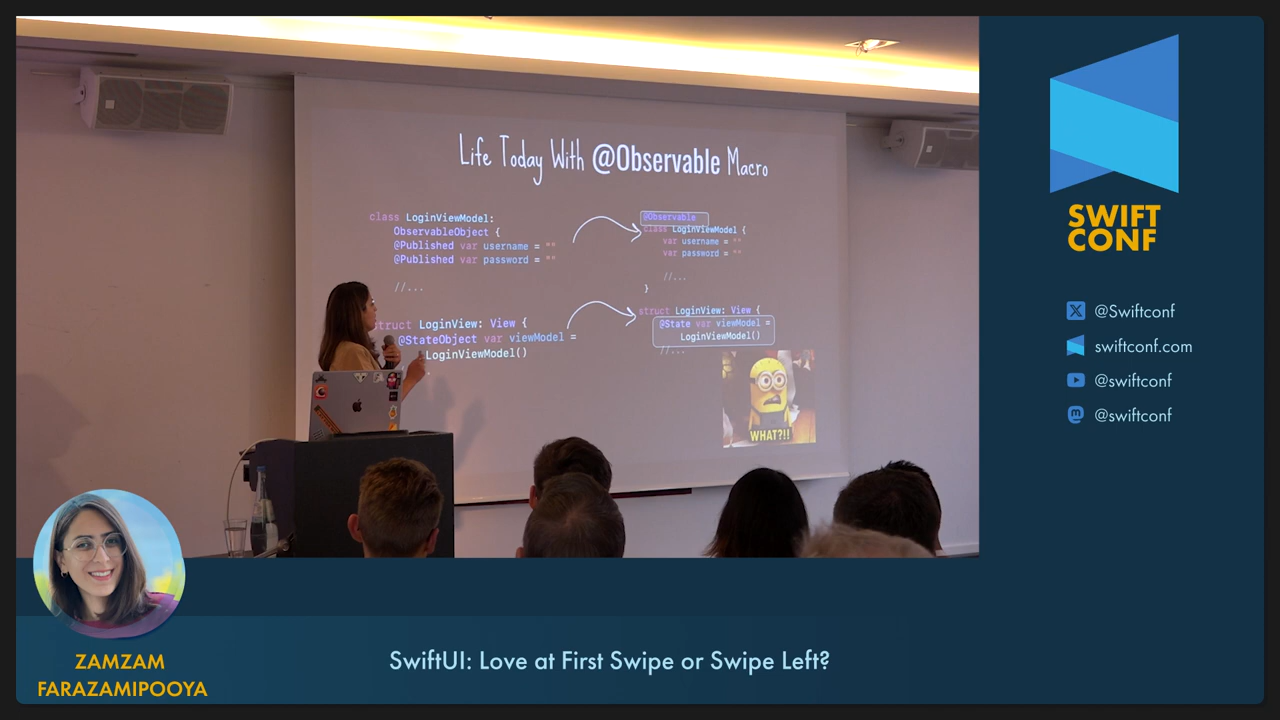 Life Today With @Observable Macro
class LoginViewModel:
ObservableObject {
@Published var username = ""
@Published var password = ""
//...
struct LoginView: View {
@StateObject var viewModel =
LoginViewModel()
@Observable
class LoginViewModel {
var username = ""
var password = ""
//...
}
struct LoginView: View {
@State var viewModel =
LoginViewModel()
//...
WHAT?!!
SWIFT
CONF
@Swiftconf
swiftconf.com
@swiftconf
@swiftconf
ZAMZAM
FARAZAMIPOOYA
SwiftUI: Love at First Swipe or Swipe Left?